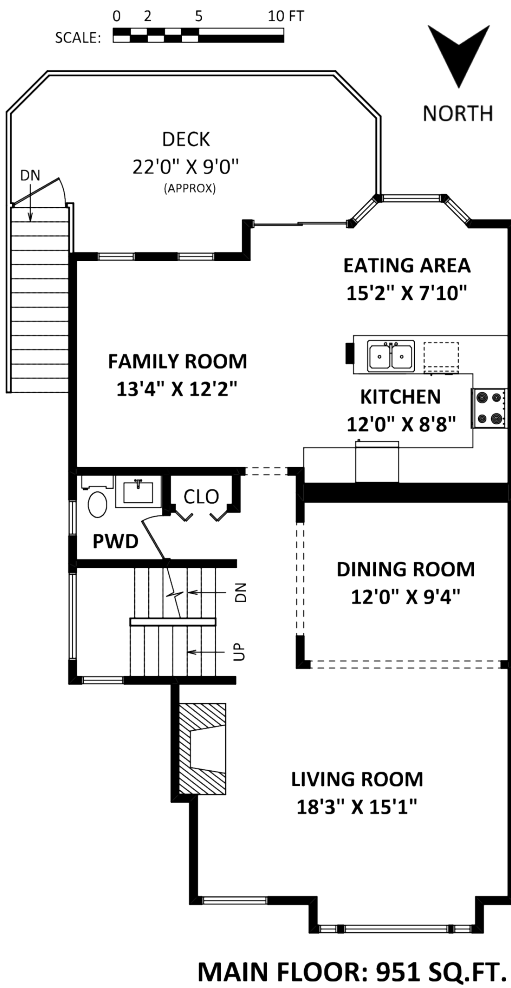 0 2 5 10 FT
SCALE:
NORTH
DECK
22'0" X 9'0"
(APPROX)
DN
EATING AREA
15'2" X 7'10"
FAMILY ROOM
13'4" X 12'2"
KITCHEN
12'0" X 8'8"
CLO
PWD
DINING ROOM
12'0" X 9'4"
DN
UP
LIVING ROOM
18'3" X 15'1"
MAIN FLOOR: 951 SQ.FT.